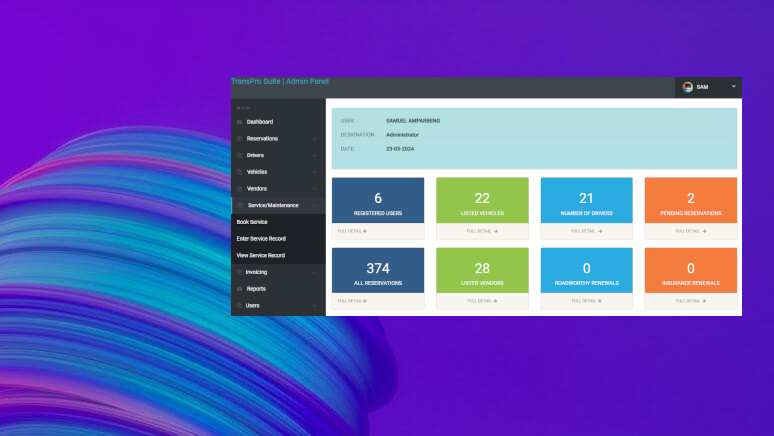 TransPro Suite | Admin Panel
SAM
MAIN
Dashboard
Reservations
Drivers
Vehicles
Vendors
Service/Maintenance
Book Service
Enter Service Record
View Service Record
Invoicing
Reports
Users
USER: SAMUEL AMPARBENG
DESIGNATION: Administrator
DATE: 23-05-2024
6 22 21 2
REGISTERED USERS LISTED VEHICLES NUMBER OF DRIVERS PENDING RESERVATIONS
FULL DETAIL → FULL DETAIL → FULL DETAIL → FULL DETAIL →
374 28 0 0
ALL RESERVATIONS LISTED VENDORS ROADWORTHY RENEWALS INSURANCE RENEWALS
FULL DETAIL → FULL DETAIL → FULL DETAIL → FULL DETAIL →